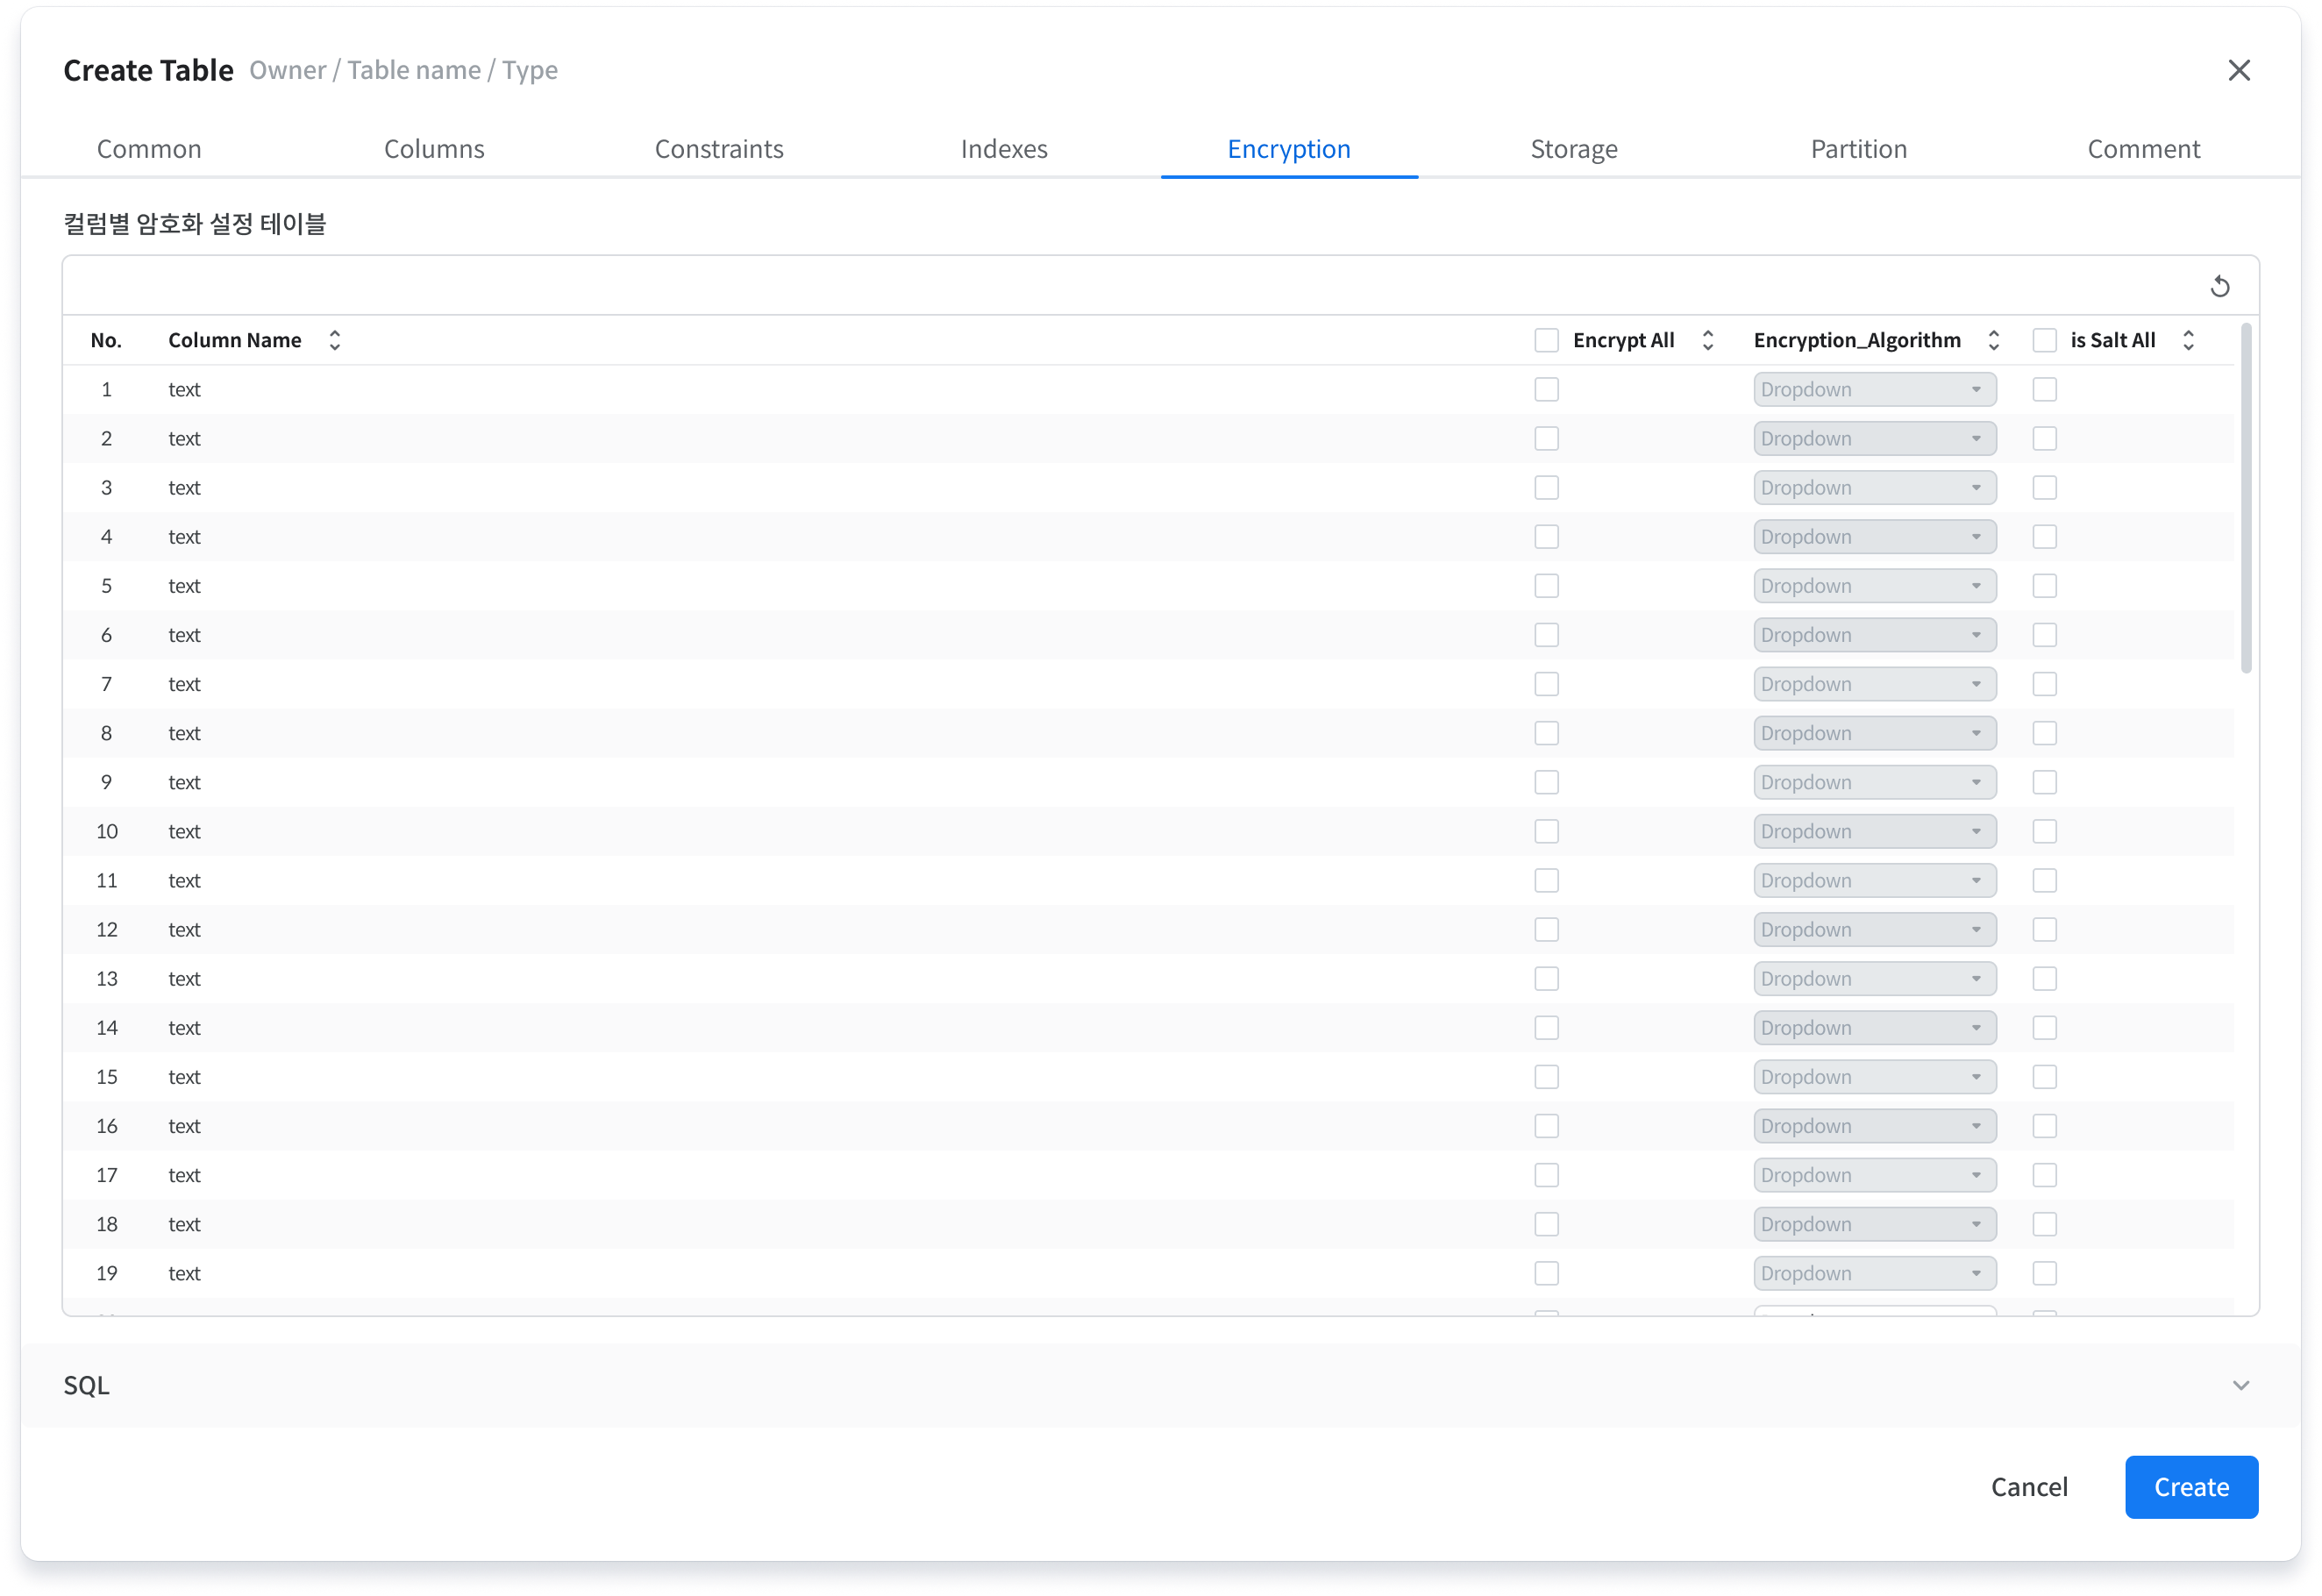 Create Table Owner / Table name / Type
Common Columns Constraints Indexes Encryption Storage Partition Comment
컬럼별 암호화 설정 테이블
No. Column Name Encrypt All Encryption_Algorithm is Salt All
1 text Dropdown
2 text Dropdown
3 text Dropdown
4 text Dropdown
5 text Dropdown
6 text Dropdown
7 text Dropdown
8 text Dropdown
9 text Dropdown
10 text Dropdown
11 text Dropdown
12 text Dropdown
13 text Dropdown
14 text Dropdown
15 text Dropdown
16 text Dropdown
17 text Dropdown
18 text Dropdown
19 text Dropdown
SQL
Cancel Create